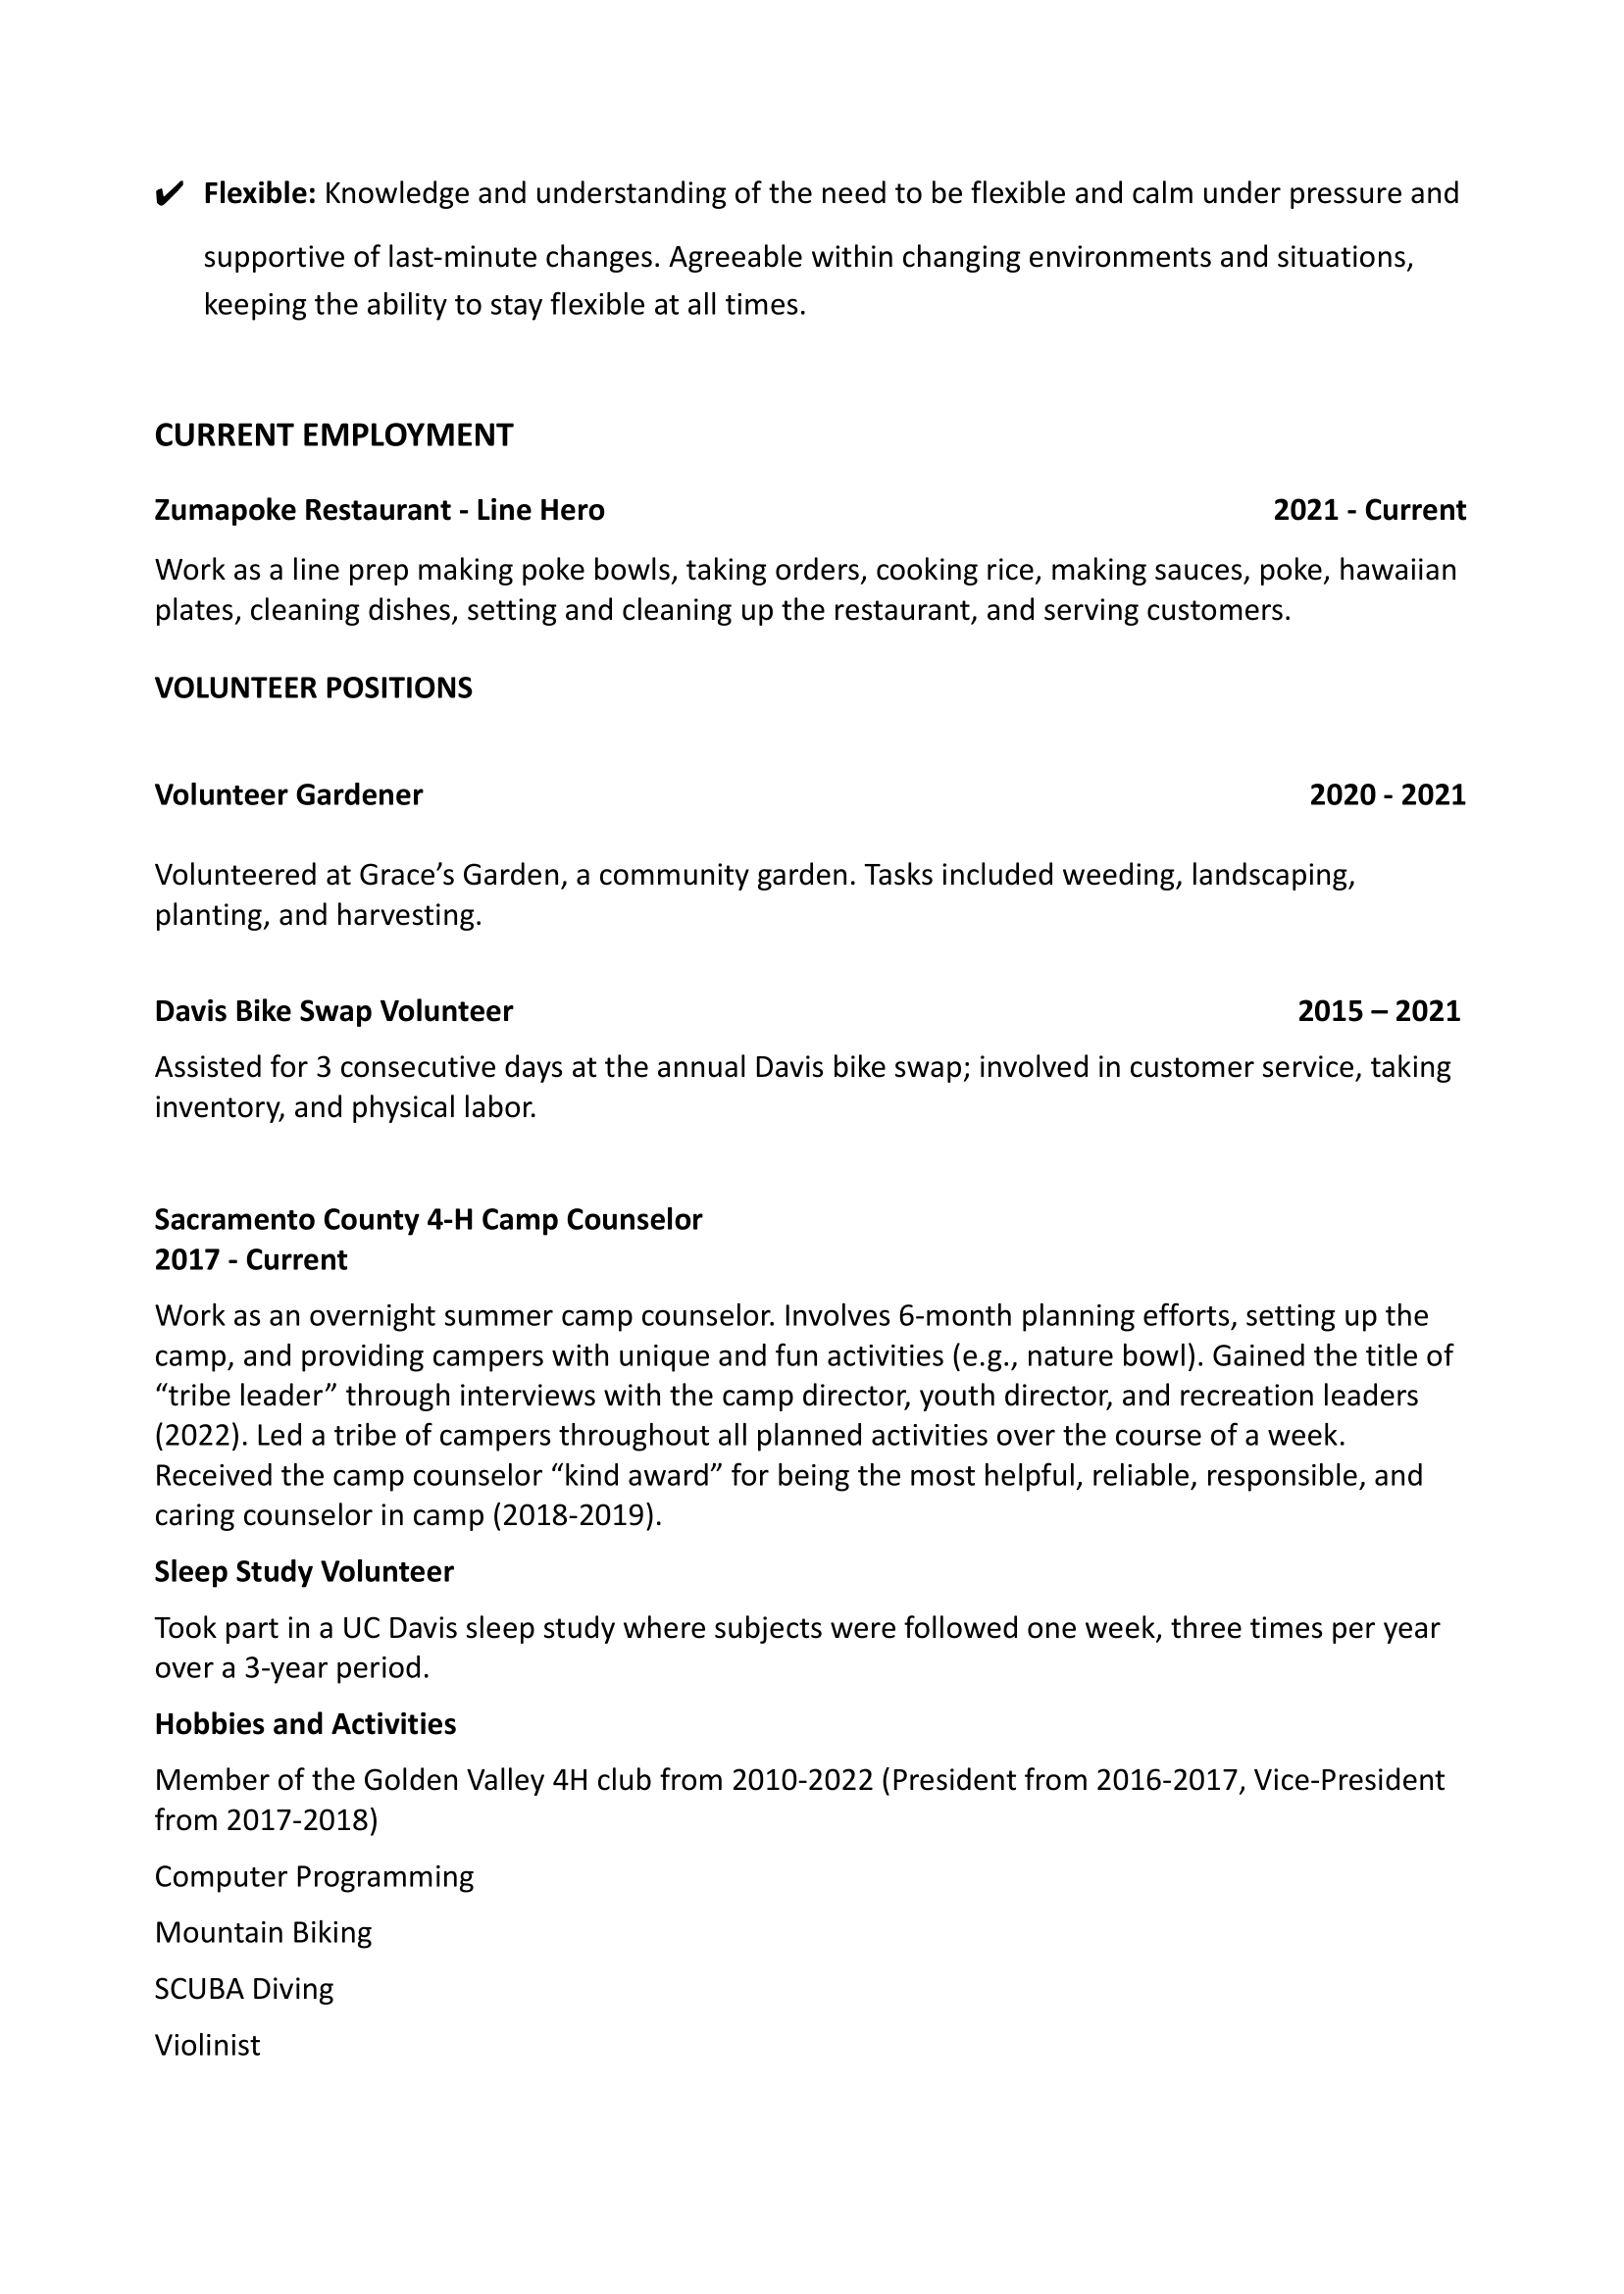 ✔ Flexible: Knowledge and understanding of the need to be flexible and calm under pressure and
supportive of last-minute changes. Agreeable within changing environments and situations,
keeping the ability to stay flexible at all times.
CURRENT EMPLOYMENT
Zumapoke Restaurant - Line Hero 2021 - Current
Work as a line prep making poke bowls, taking orders, cooking rice, making sauces, poke, hawaiian
plates, cleaning dishes, setting and cleaning up the restaurant, and serving customers.
VOLUNTEER POSITIONS
Volunteer Gardener 2020 - 2021
Volunteered at Grace’s Garden, a community garden. Tasks included weeding, landscaping,
planting, and harvesting.
Davis Bike Swap Volunteer 2015 – 2021
Assisted for 3 consecutive days at the annual Davis bike swap; involved in customer service, taking
inventory, and physical labor.
Sacramento County 4-H Camp Counselor
2017 - Current
Work as an overnight summer camp counselor. Involves 6-month planning efforts, setting up the
camp, and providing campers with unique and fun activities (e.g., nature bowl). Gained the title of
“tribe leader” through interviews with the camp director, youth director, and recreation leaders
(2022). Led a tribe of campers throughout all planned activities over the course of a week.
Received the camp counselor “kind award” for being the most helpful, reliable, responsible, and
caring counselor in camp (2018-2019).
Sleep Study Volunteer
Took part in a UC Davis sleep study where subjects were followed one week, three times per year
over a 3-year period.
Hobbies and Activities
Member of the Golden Valley 4H club from 2010-2022 (President from 2016-2017, Vice-President
from 2017-2018)
Computer Programming
Mountain Biking
SCUBA Diving
Violinist